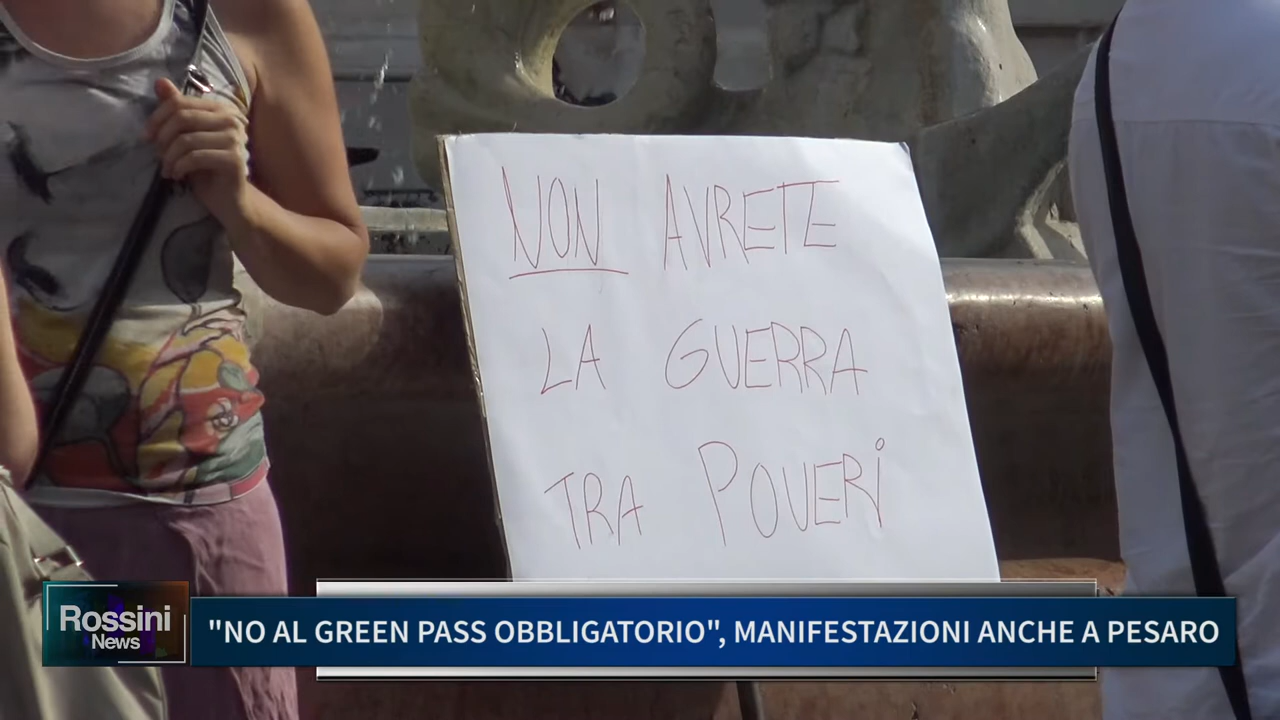 NON AVRETE
LA GUERRA
TRA POVERi
Rossini
News
"NO AL GREEN PASS OBBLIGATORIO", MANIFESTAZIONI ANCHE A PESARO